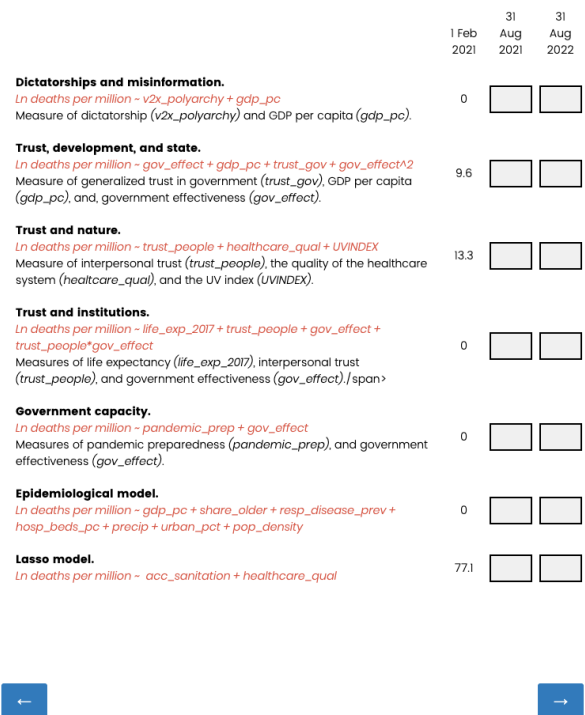 31 31
1 Feb Aug Aug
2021 2021 2022
Dictatorships and misinformation.
Ln deaths per million ~ v2x_polyarchy + gdp_pc
0
Measure of dictatorship (v2x_polyarchy) and GDP per capita (gdp_pc).
Trust, development, and state.
Ln deaths per million ~ gov_effect + gdp_pc + trust_gov + gov_effect^2
9.6
Measure of generalized trust in government (trust_gov), GDP per capita
(gdp_pc), and, government effectiveness (gov_effect).
Trust and nature.
Ln deaths per million ~ trust_people + healthcare_qual + UVINDEX
13.3
Measure of interpersonal trust (trust_people), the quality of the healthcare
system (healtcare_qual), and the UV index (UVINDEX).
Trust and institutions.
Ln deaths per million ~ life_exp_2017 + trust_people + gov_effect +
trust_people*gov_effect
0
Measures of life expectancy (life_exp_2017), interpersonal trust
(trust_people), and government effectiveness (gov_effect)./span>
Government capacity.
Ln deaths per million ~ pandemic_prep + gov_effect
0
Measures of pandemic preparedness (pandemic_prep), and government
effectiveness (gov_effect).
Epidemiological model.
Ln deaths per million ~ gdp_pc + share_older + resp_disease_prev +
0
hosp_beds_pc + precip + urban_pct + pop_density
Lasso model.
77.1
Ln deaths per million ~ acc_sanitation + healthcare_qual
← →